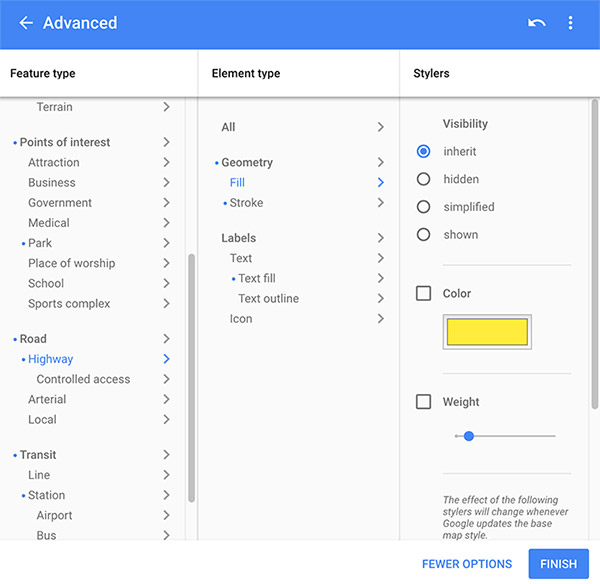 Advanced
Feature type
Element type
Stylers
Terrain
Points of interest
Attraction
Business
Government
Medical
Park
Place of worship
School
Sports complex
Road
Highway
Controlled access
Arterial
Local
Transit
Line
Station
Airport
Bus
All
Geometry
Fill
Stroke
Labels
Text
Text fill
Text outline
Icon
Visibility
inherit
hidden
simplified
shown
Color
Weight
The effect of the following
stylers will change whenever
Google updates the base
map style.
FEWER OPTIONS
FINISH